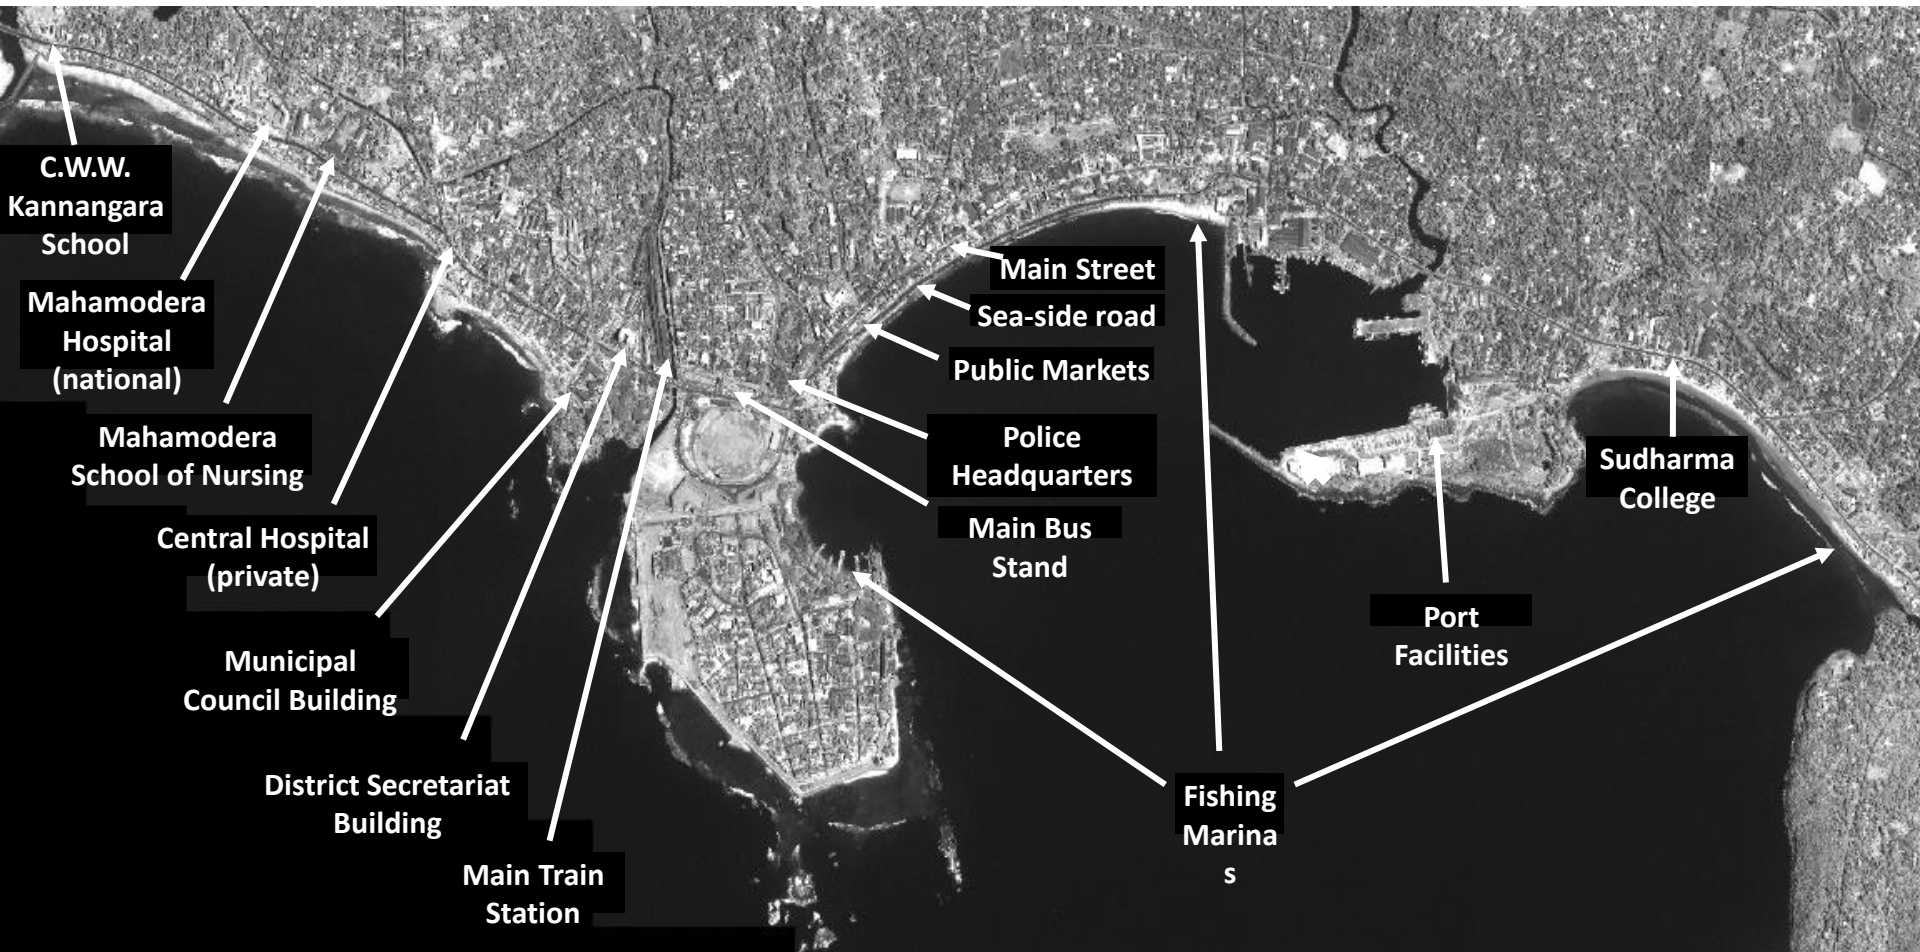 C.W.W.
Kannangara
School
Mahamodera
Hospital
(national)
Mahamodera
School of Nursing
Central Hospital
(private)
Municipal
Council Building
District Secretariat
Building
Main Train
Station
Main Street
Sea-side road
Public Markets
Police
Headquarters
Main Bus
Stand
Fishing
Marina
s
Port
Facilities
Sudharma
College